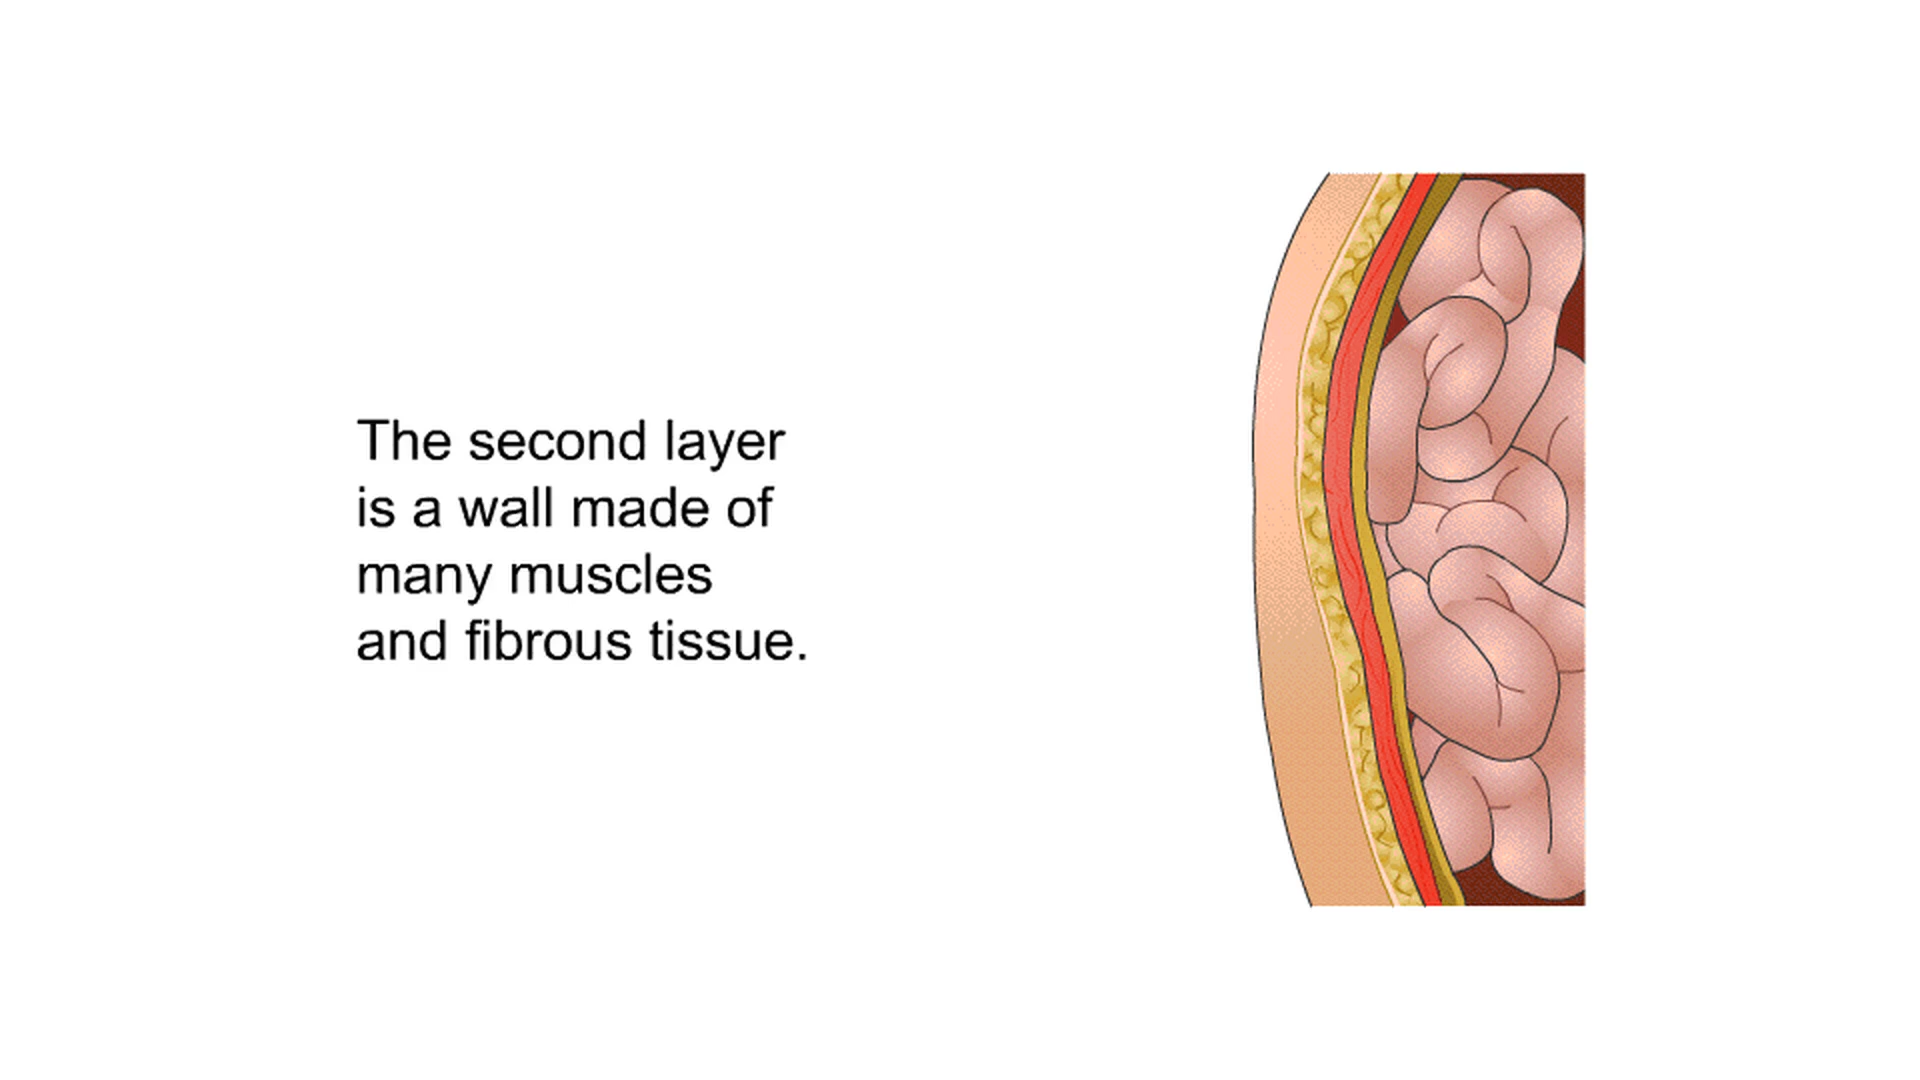 The second layer
is a wall made of
many muscles
and fibrous tissue.